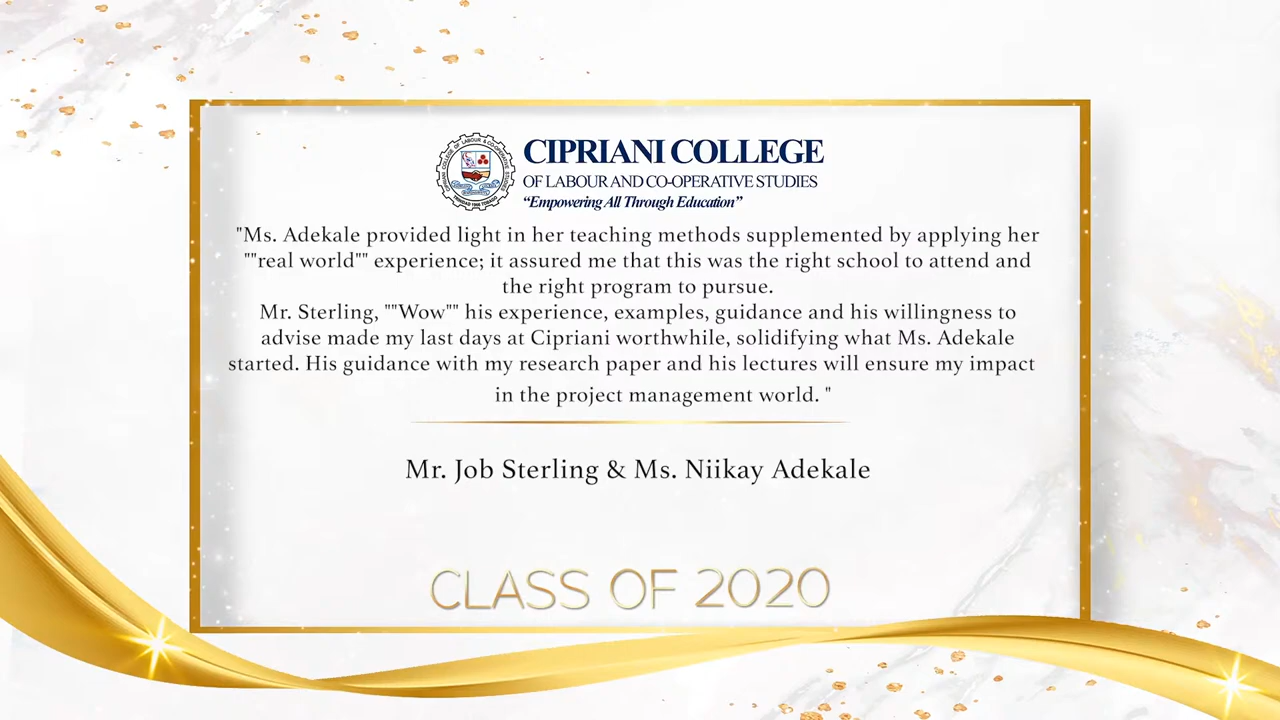 CIPRIANI COLLEGE
OF LABOUR AND CO-OPERATIVE STUDIES
“Empowering All Through Education”
"Ms. Adekale provided light in her teaching methods supplemented by applying her
""real world"" experience; it assured me that this was the right school to attend and
the right program to pursue.
Mr. Sterling, ""Wow"" his experience, examples, guidance and his willingness to
advise made my last days at Cipriani worthwhile, solidifying what Ms. Adekale
started. His guidance with my research paper and his lectures will ensure my impact
in the project management world. "
Mr. Job Sterling & Ms. Niikay Adekale
CLASS OF 2020